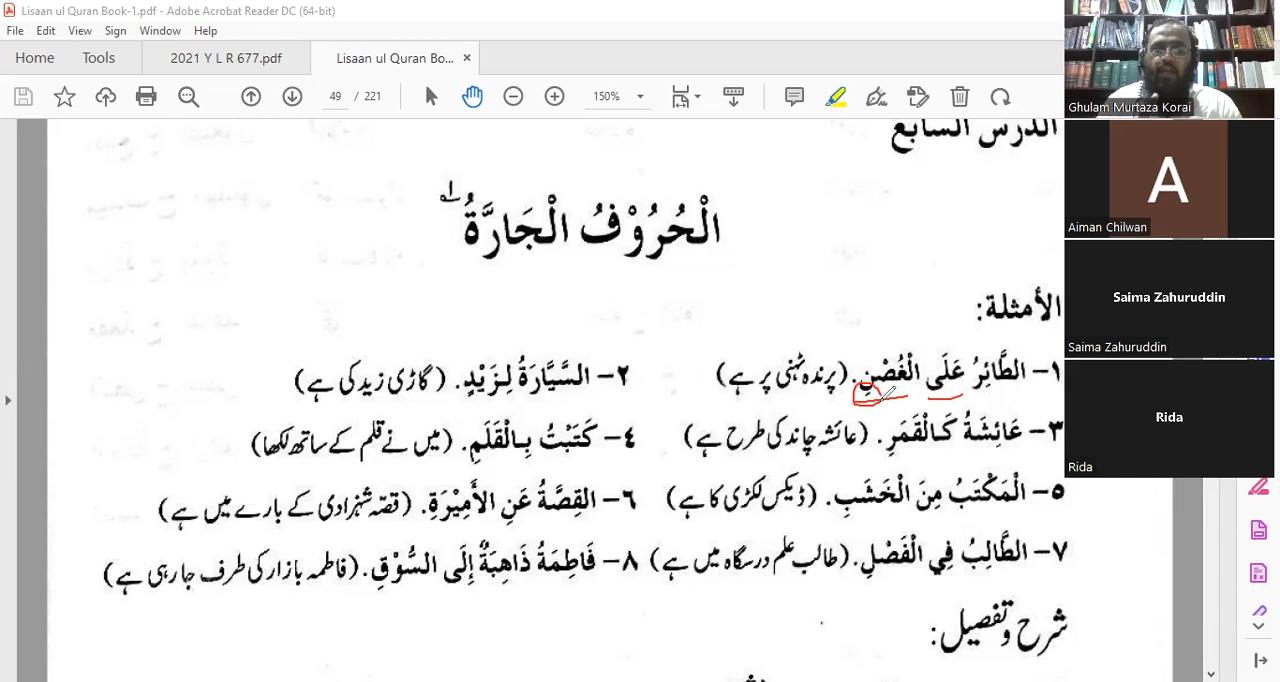 Lisaan ul Quran Book-1.pdf - Adobe Acrobat Reader DC (64-bit)
File Edit View Sign Window Help
Home Tools 2021 Y L R 677.pdf Lisaan ul Quran Bo... ×
49 / 221 150%
الدرس السابع
الْحُرُوْفُ الْجَارَّةُ
الأمثلة:
١- الطَّائِرُ عَلَى الْغُصْنِ. (پرندہ ٹہنی پر ہے) ٢- السَّيَّارَةُ لِزَيْدٍ. (گاڑی زید کی ہے)
٣- عَائِشَةُ كَالْقَمَرِ. (عائشہ چاند کی طرح ہے) ٤- كَتَبْتُ بِالْقَلَمِ. (میں نے قلم کے ساتھ لکھا)
٥- الْمَكْتَبُ مِنَ الْخَشَبِ. (ڈیکس لکڑی کا ہے) ٦- القِصَّةُ عَنِ الأَمِيْرَةِ. (قصہ شہزادی کے بارے میں ہے)
٧- الطَّالِبُ فِي الْفَصْلِ. (طالب علم درسگاہ میں ہے) ٨- فَاطِمَةُ ذَاهِبَةٌ إِلَى السُّوْقِ. (فاطمہ بازار کی طرف جا رہی ہے)
شرح و تفصیل:
Ghulam Murtaza Korai
A
Aiman Chilwan
Saima Zahuruddin
Saima Zahuruddin
Rida
Rida